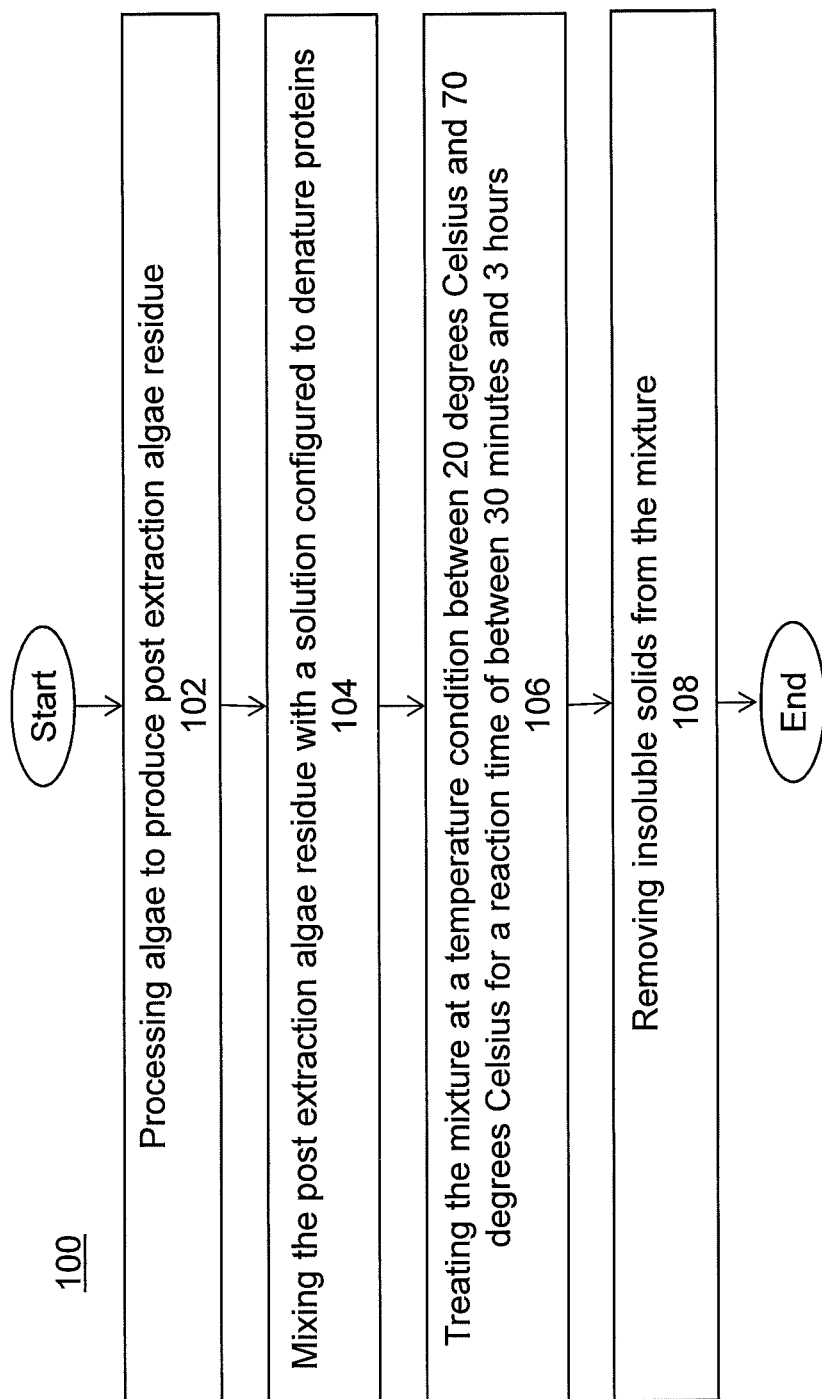 100
Start
Processing algae to produce post extraction algae residue
102
Mixing the post extraction algae residue with a solution configured to denature proteins
104
Treating the mixture at a temperature condition between 20 degrees Celsius and 70
degrees Celsius for a reaction time of between 30 minutes and 3 hours
106
Removing insoluble solids from the mixture
108
End